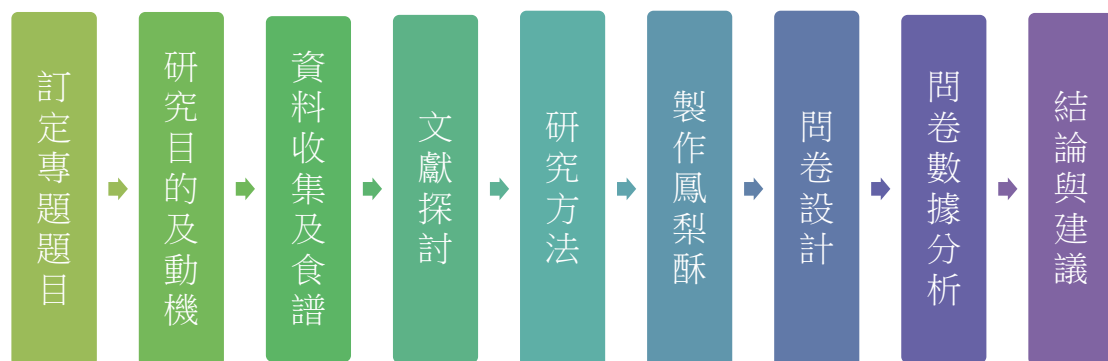 訂定專題題目
研究目的及動機
資料收集及食譜
文獻探討
研究方法
製作鳳梨酥
問卷設計
問卷數據分析
結論與建議